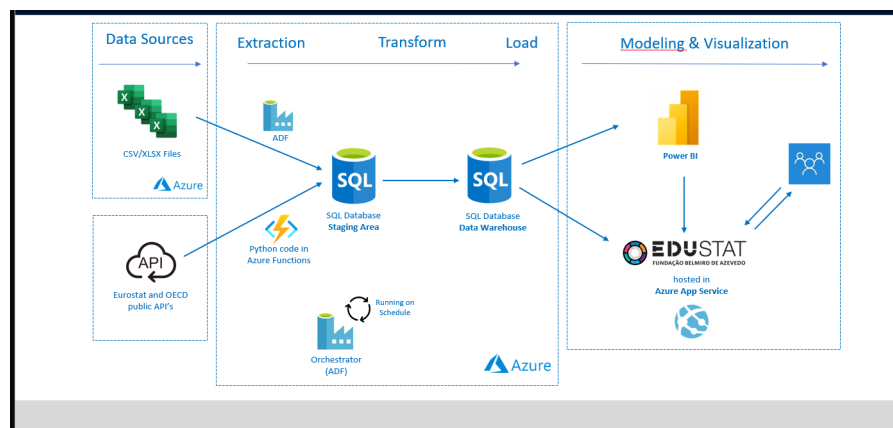 Data Sources
CSV/XLSX Files
Azure
API
Eurostat and OECD
public API's
Extraction
Transform
Load
ADF
SQL
SQL Database
Staging Area
SQL
SQL Database
Data Warehouse
Python code in
Azure Functions
Running on
Schedule
Orchestrator
(ADF)
Azure
Modeling & Visualization
Power BI
EDUSTAT
FUNDAÇÃO BELMIRO DE AZEVEDO
hosted in
Azure App Service